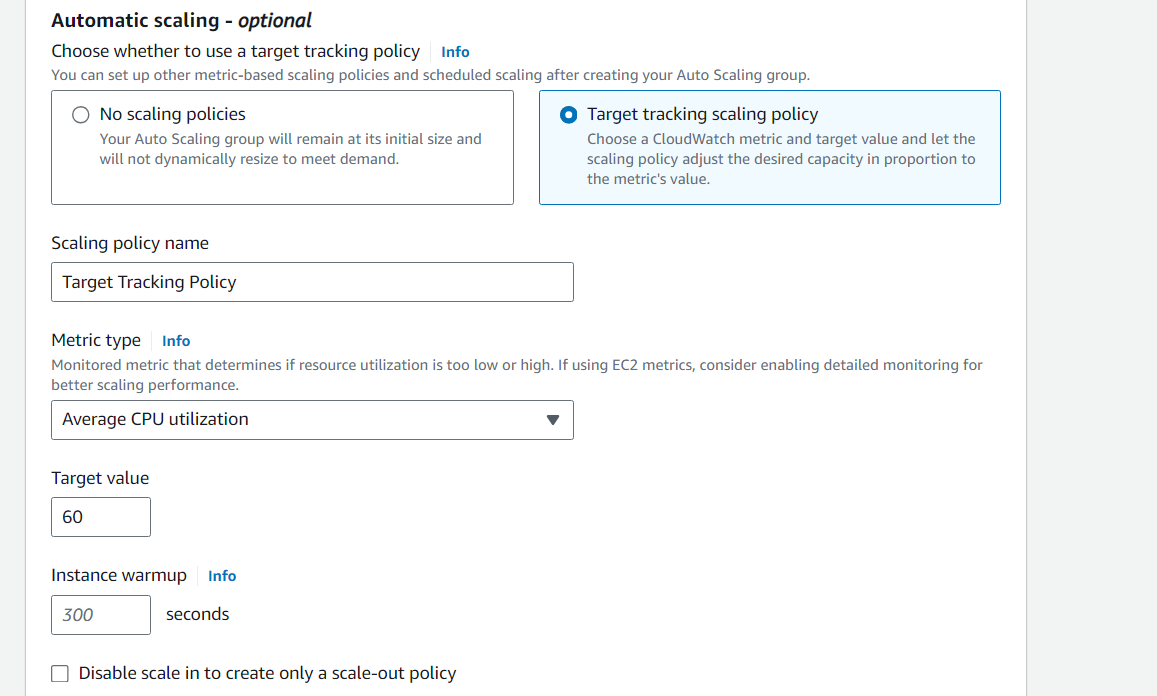 Automatic scaling - optional
Choose whether to use a target tracking policy Info
You can set up other metric-based scaling policies and scheduled scaling after creating your Auto Scaling group.
No scaling policies
Your Auto Scaling group will remain at its initial size and
will not dynamically resize to meet demand.
Target tracking scaling policy
Choose a CloudWatch metric and target value and let the
scaling policy adjust the desired capacity in proportion to
the metric's value.
Scaling policy name
Target Tracking Policy
Metric type Info
Monitored metric that determines if resource utilization is too low or high. If using EC2 metrics, consider enabling detailed monitoring for
better scaling performance.
Average CPU utilization
Target value
60
Instance warmup Info
300 seconds
Disable scale in to create only a scale-out policy